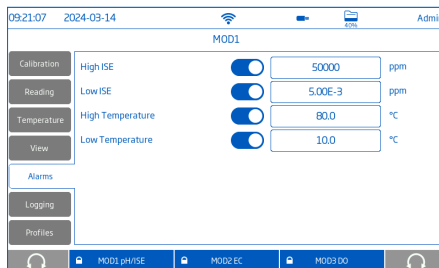 09:21:07 2024-03-14 40% Admi
MOD1
Calibration
Reading
Temperature
View
Alarms
Logging
Profiles
High ISE 50000 ppm
Low ISE 5.00E-3 ppm
High Temperature 80.0 °C
Low Temperature 10.0 °C
MOD1 pH/ISE MOD2 EC MOD3 DO